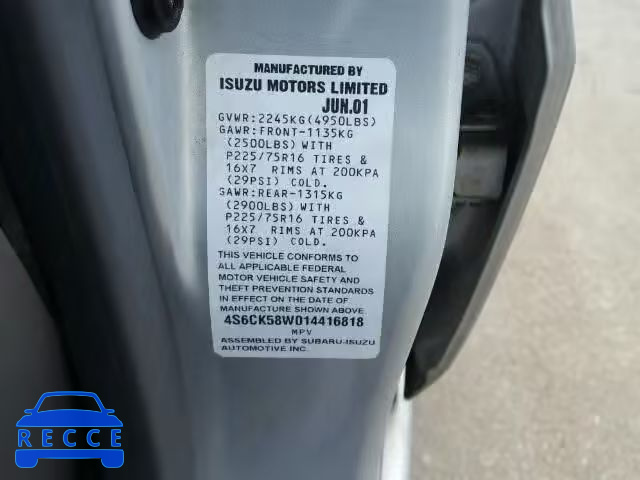 MANUFACTURED BY
ISUZU MOTORS LIMITED
JUN.01
GVWR:2245KG(4950LBS)
GAWR:FRONT-1135KG
(2500LBS) WITH
P225/75R16 TIRES &
16X7 RIMS AT 200KPA
(29PSI) COLD.
GAWR:REAR-1315KG
(2900LBS) WITH
P225/75R16 TIRES &
16X7 RIMS AT 200KPA
(29PSI) COLD.
THIS VEHICLE CONFORMS TO
ALL APPLICABLE FEDERAL
MOTOR VEHICLE SAFETY AND
THEFT PREVENTION STANDARDS
IN EFFECT ON THE DATE OF
MANUFACTURE SHOWN ABOVE.
4S6CK58W014416818
MPV
ASSEMBLED BY SUBARU-ISUZU
AUTOMOTIVE INC.
RECCE